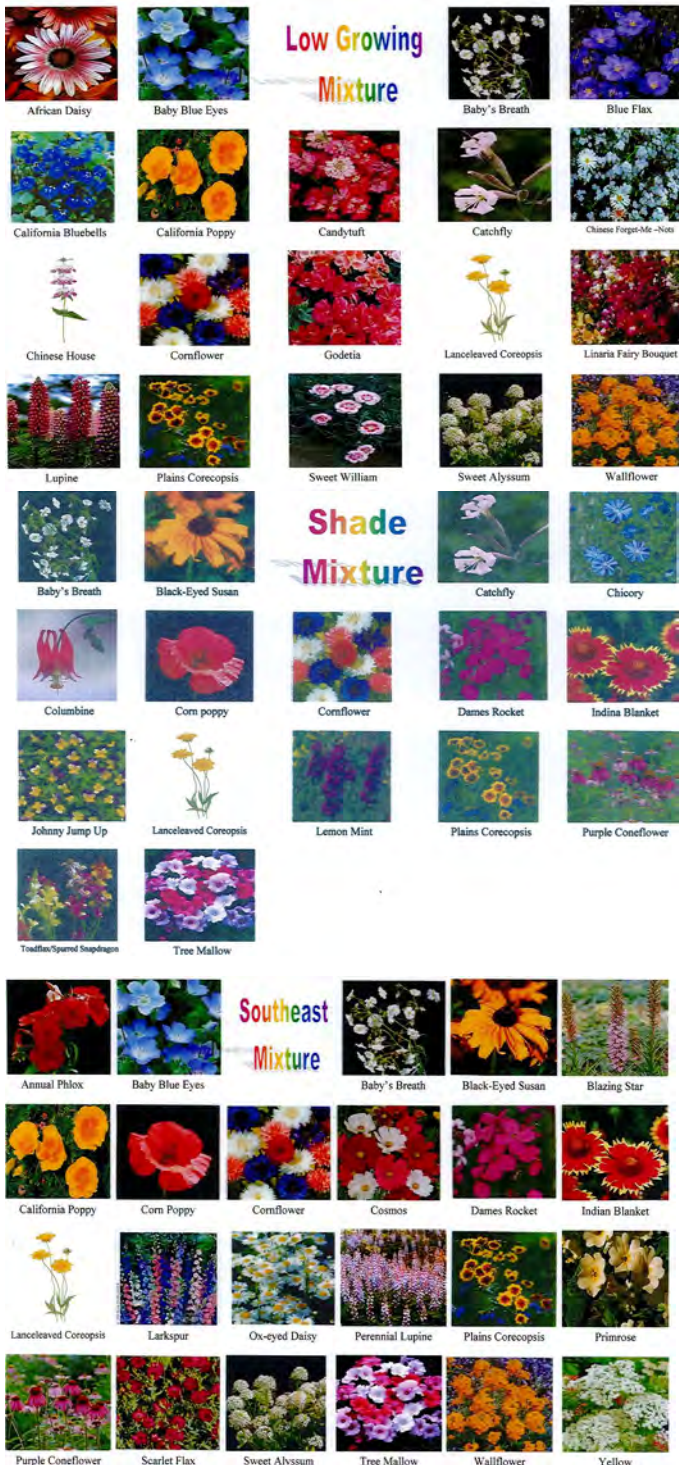 Low Growing
Mixture
African Daisy Baby Blue Eyes Baby's Breath Blue Flax
California Bluebells California Poppy Candytuft Catchfly Chinese Forget-Me –Nots
Chinese House Cornflower Godetia Lanceleaved Coreopsis Linaria Fairy Bouquet
Lupine Plains Corecopsis Sweet William Sweet Alyssum Wallflower
Shade
Mixture
Baby's Breath Black-Eyed Susan Catchfly Chicory
Columbine Corn poppy Cornflower Dames Rocket Indina Blanket
Johnny Jump Up Lanceleaved Coreopsis Lemon Mint Plains Corecopsis Purple Coneflower
Toadflax/Spurred Snapdragon Tree Mallow
Southeast
Mixture
Annual Phlox Baby Blue Eyes Baby's Breath Black-Eyed Susan Blazing Star
California Poppy Corn Poppy Cornflower Cosmos Dames Rocket Indian Blanket
Lanceleaved Coreopsis Larkspur Ox-eyed Daisy Perennial Lupine Plains Corecopsis Primrose
Purple Coneflower Scarlet Flax Sweet Alyssum Tree Mallow Wallflower Yellow